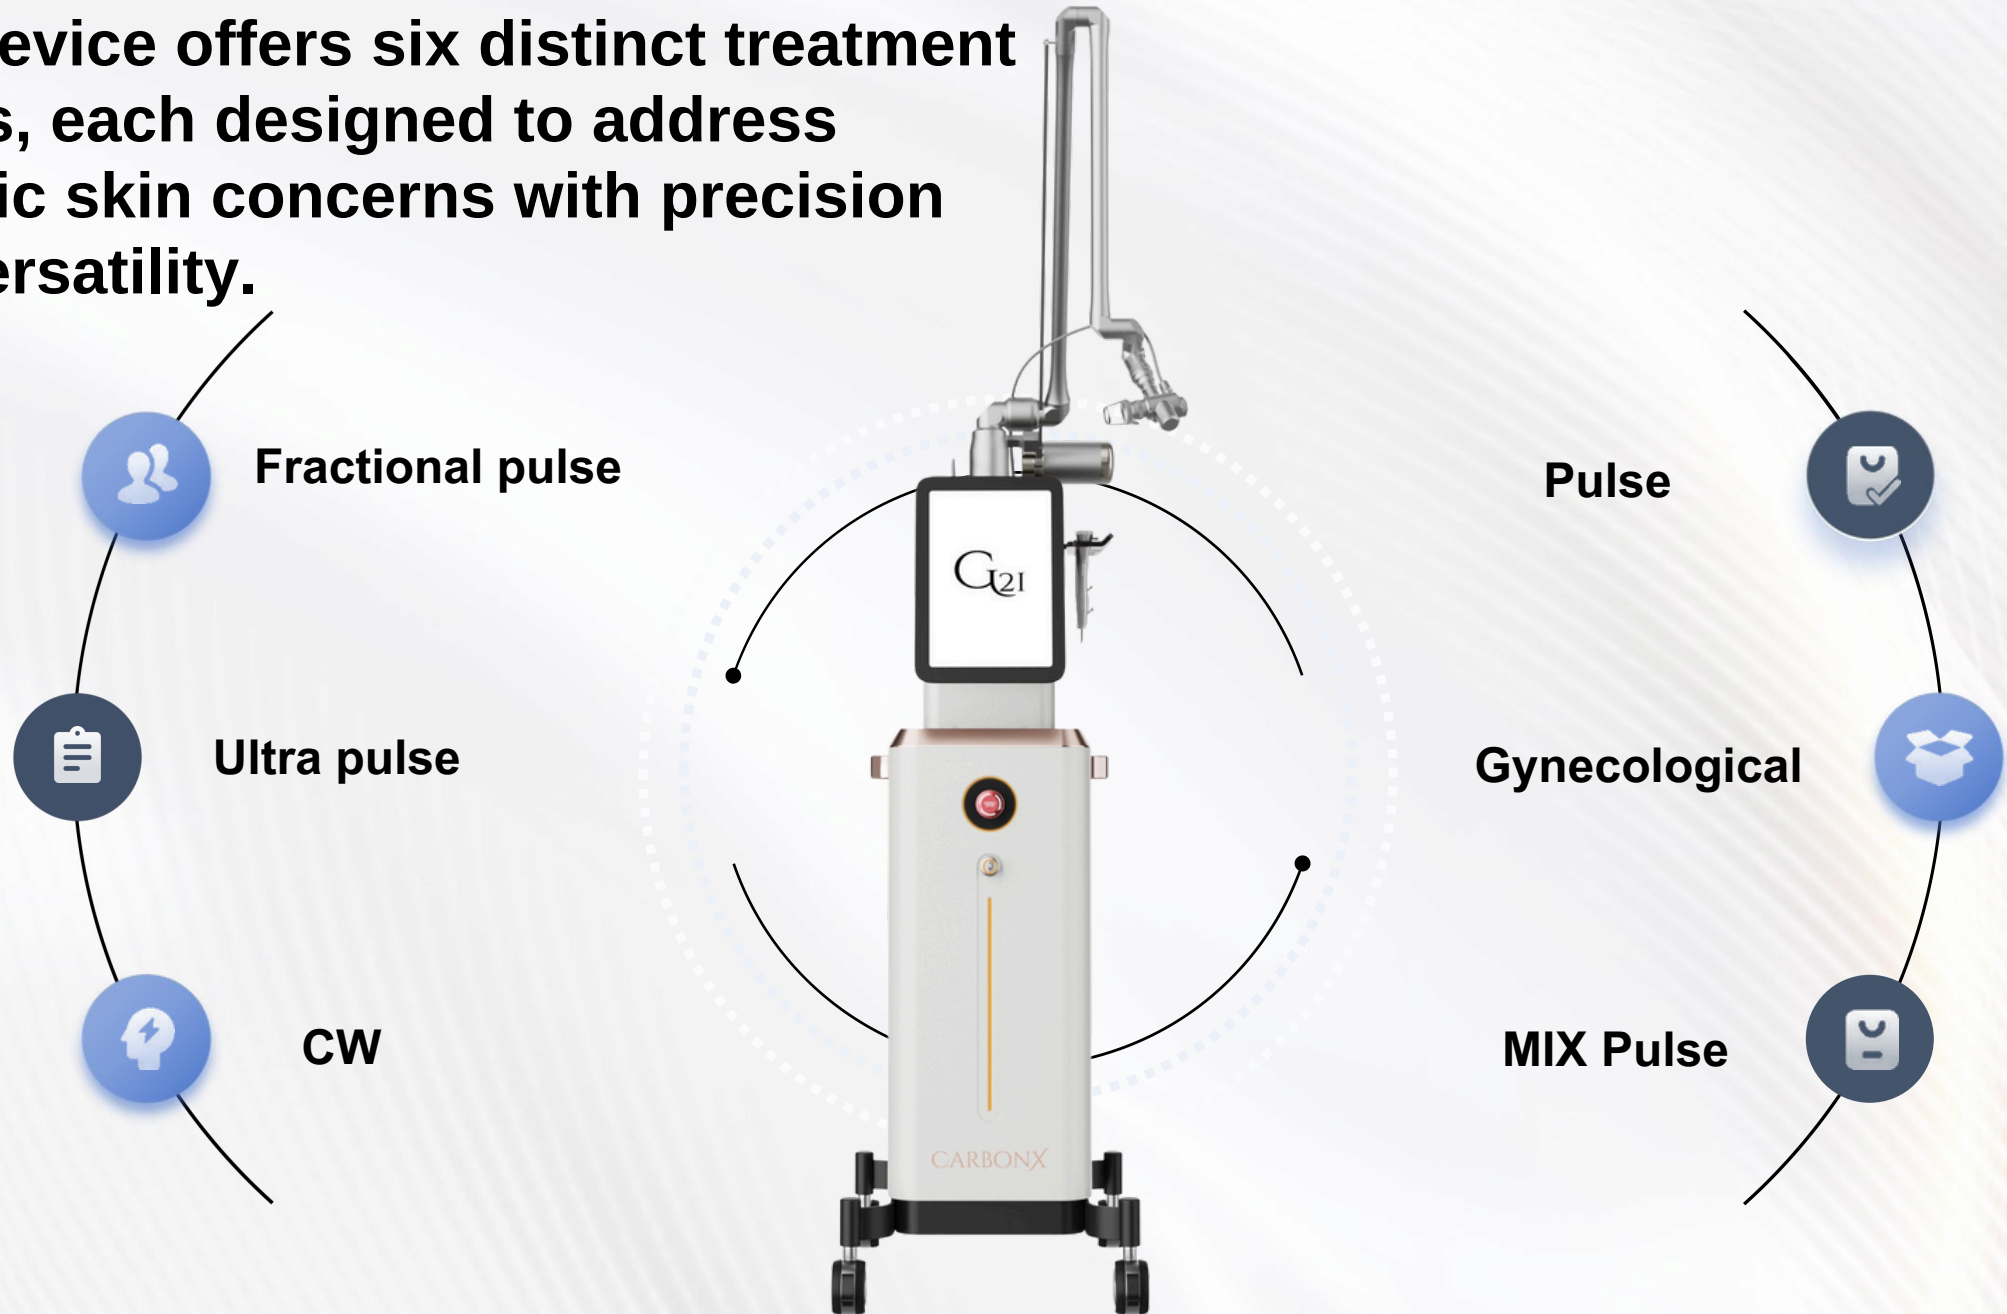 evice offers six distinct treatment
s, each designed to address
ic skin concerns with precision
ersatility.
Fractional pulse
Pulse
G21
Ultra pulse
Gynecological
CW
MIX Pulse
CARBONX